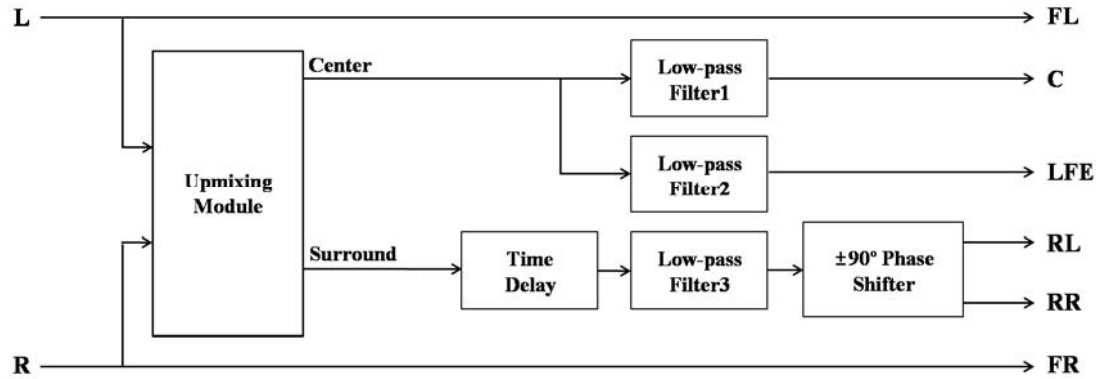 L
FL
Center
Low-pass
Filter1
C
Upmixing
Module
Low-pass
Filter2
LFE
Surround
Time
Delay
Low-pass
Filter3
±90° Phase
Shifter
RL
RR
R
FR